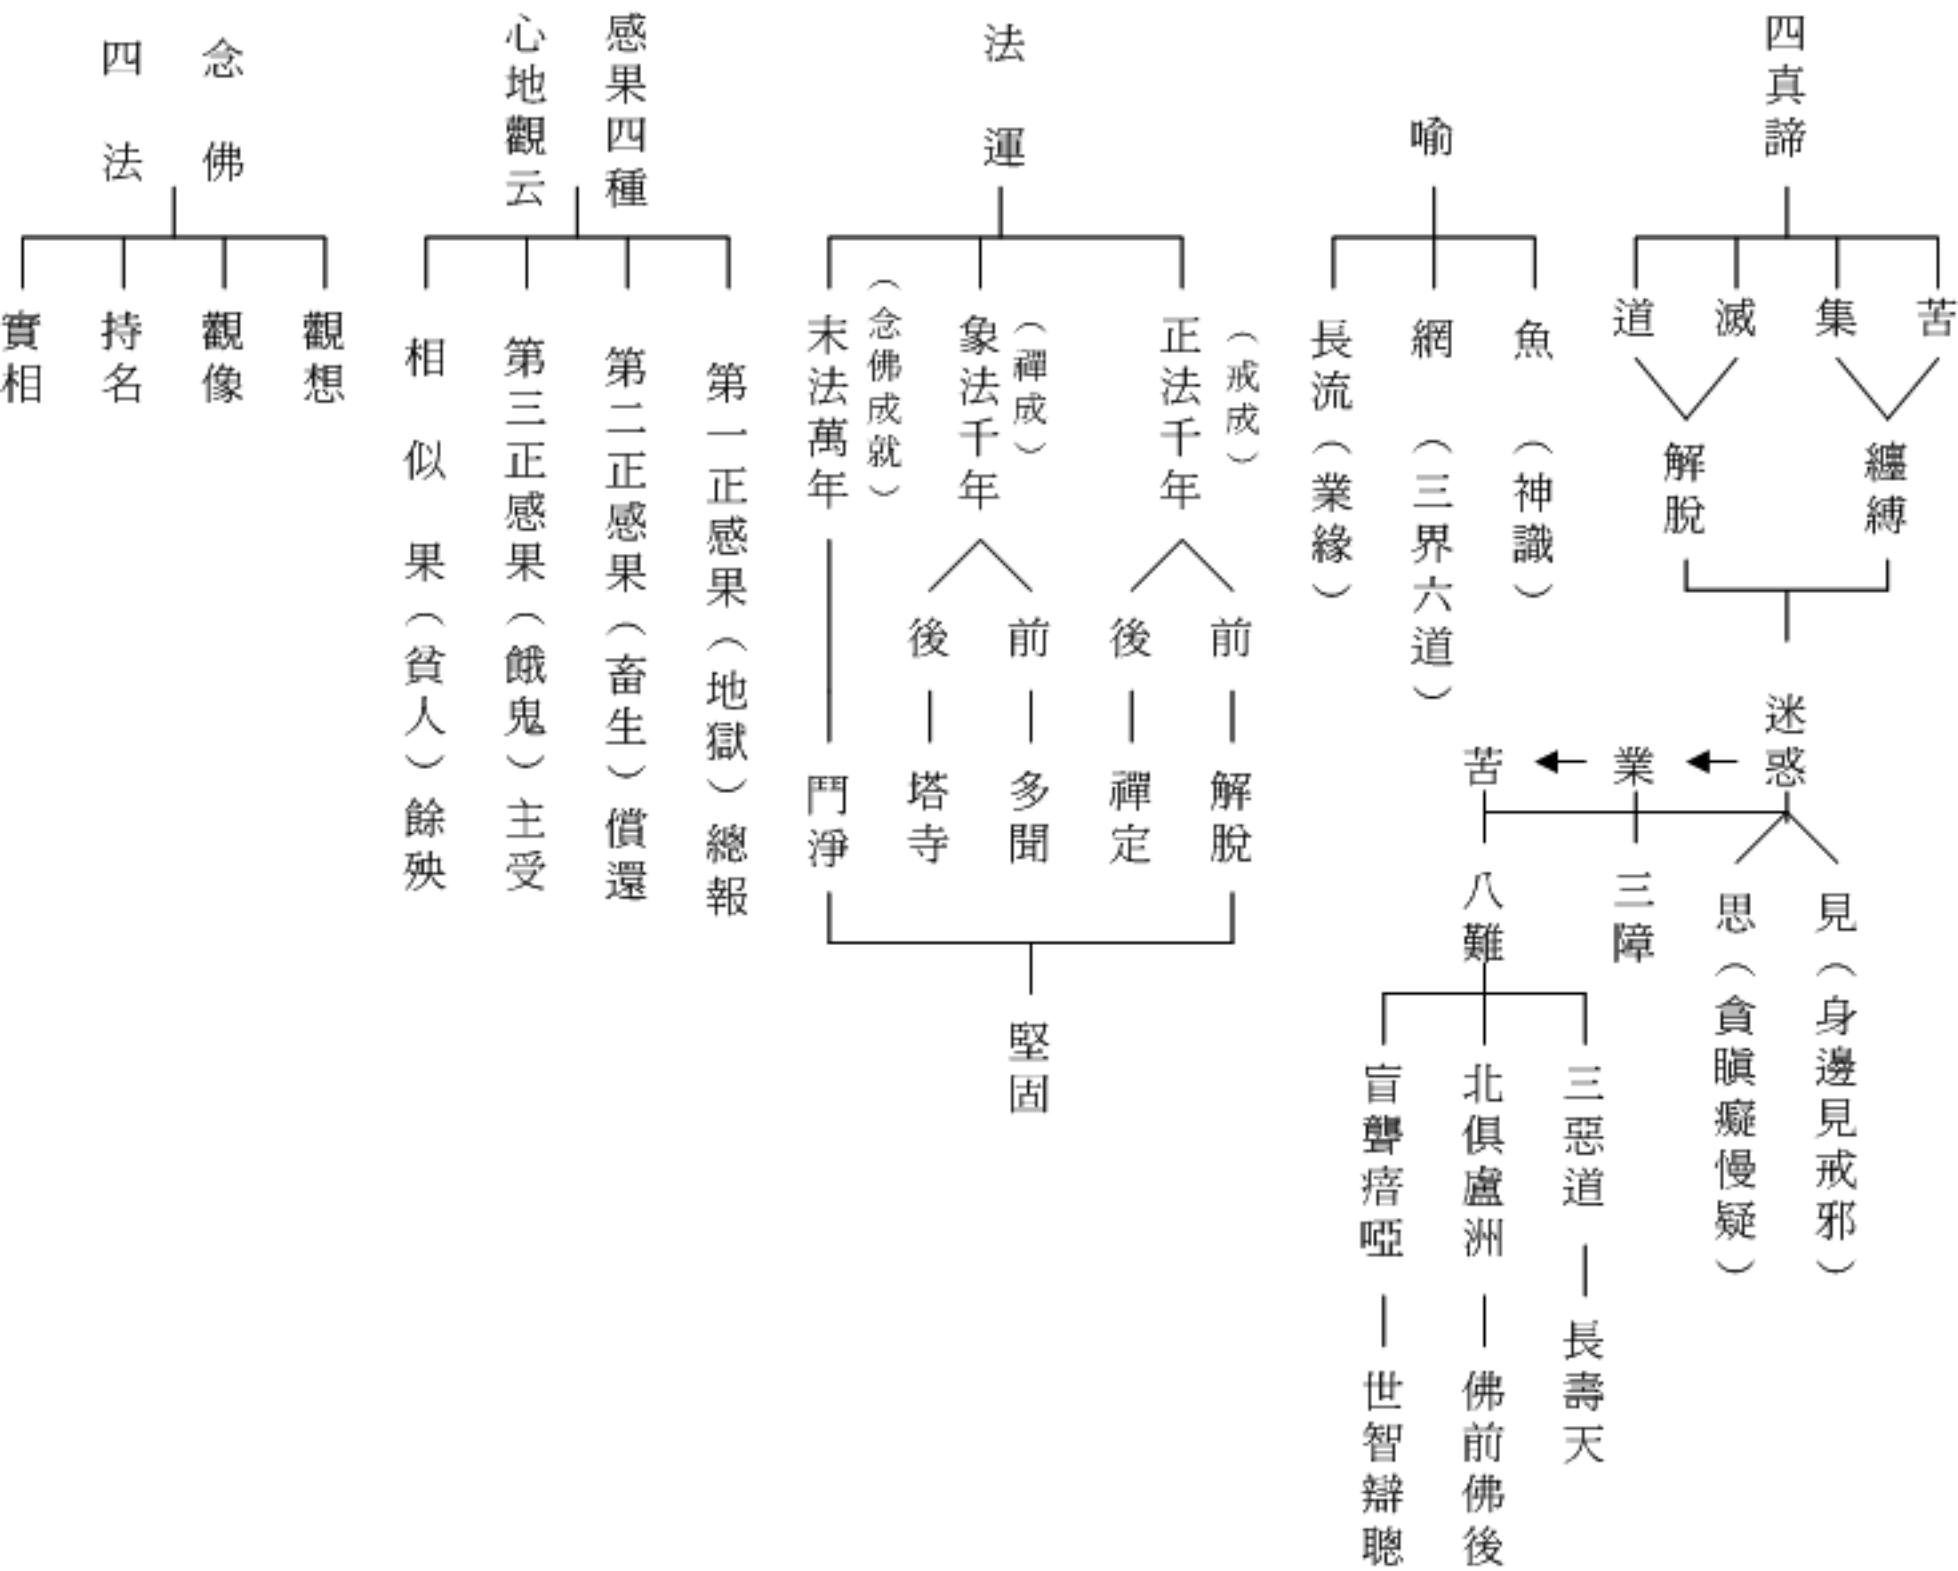 四真諦
苦
集
滅
道
纏縛
解脫
迷惑
業
苦
見（身邊見戒邪）
思（貪瞋癡慢疑）
三障
八難
三惡道
長壽天
北俱盧洲
佛前佛後
盲聾瘖啞
世智辯聰
喻
魚（神識）
網（三界六道）
長流（業緣）
法運
（戒成）
正法千年
（禪成）
象法千年
（念佛成就）
末法萬年
前
解脫
後
禪定
前
多聞
後
塔寺
鬥淨
堅固
感果四種
心地觀云
第一正感果（地獄）總報
第二正感果（畜生）償還
第三正感果（餓鬼）主受
相似果（貧人）餘殃
念佛
四法
觀想
觀像
持名
實相